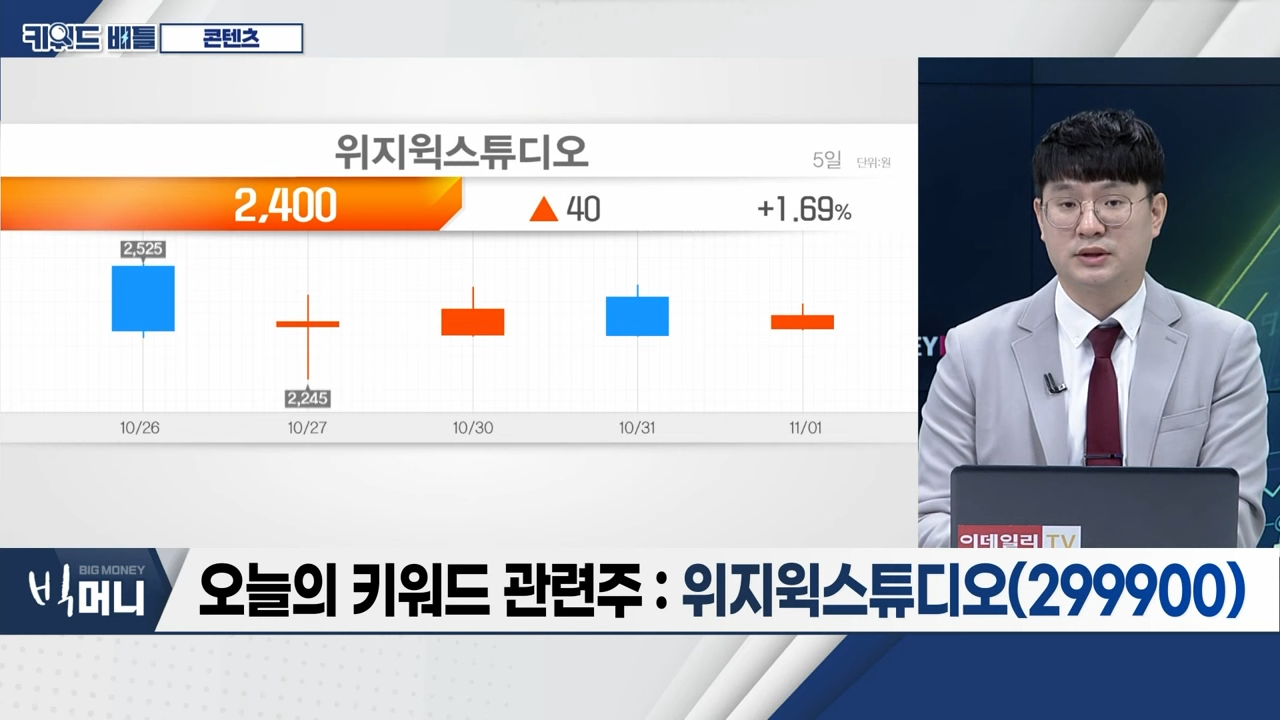 키워드 배틀
콘텐츠
위지윅스튜디오
5일 단위:원
2,400 ▲ 40 +1.69%
2,525
2,245
10/26 10/27 10/30 10/31 11/01
EY
이데일리 TV
빅머니 BIG MONEY
오늘의 키워드 관련주 : 위지윅스튜디오(299900)